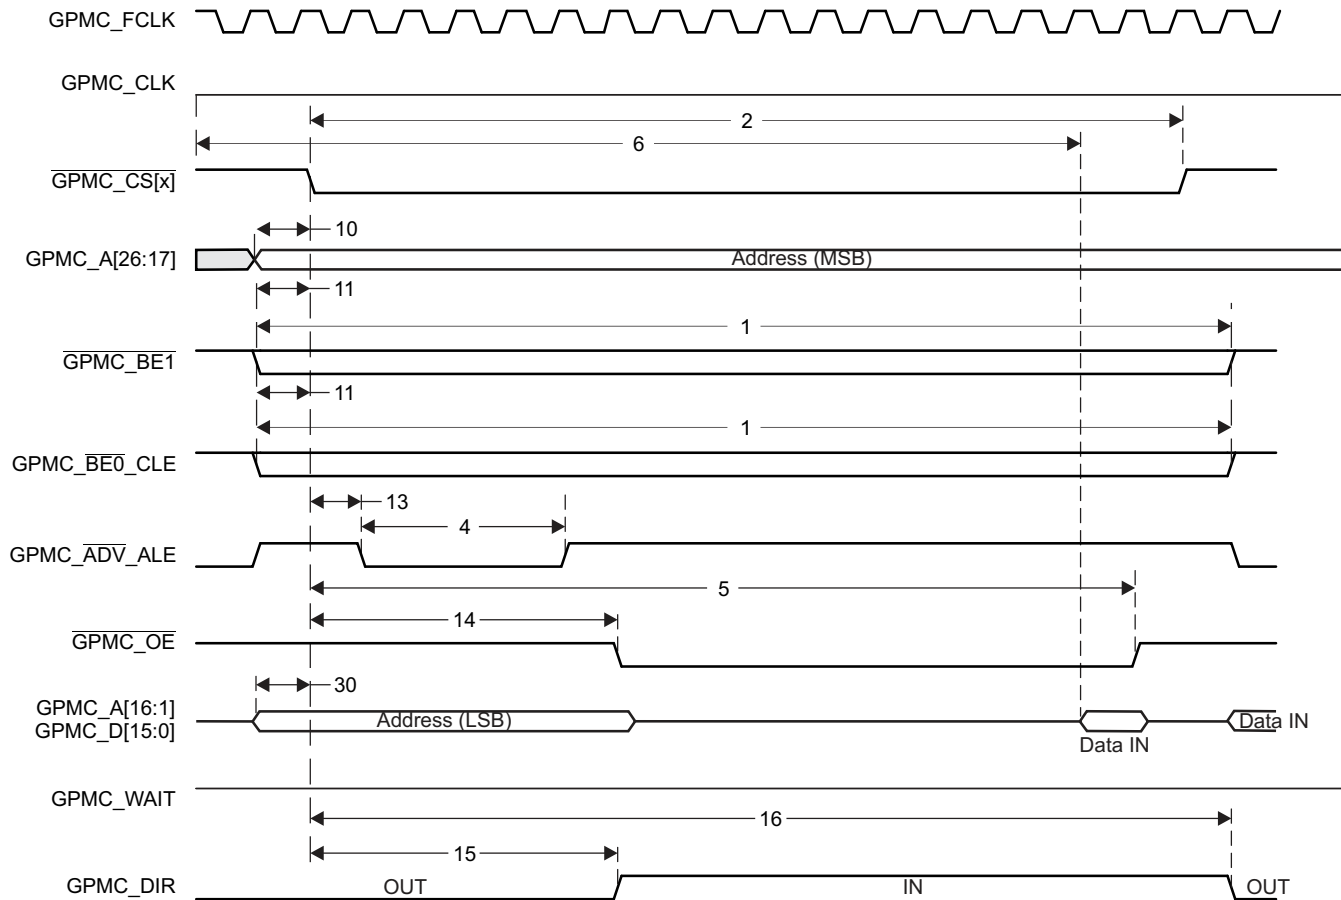 GPMC_FCLK
GPMC_CLK
2
6
GPMC_CS[x]
10
GPMC_A[26:17]
Address (MSB)
11
1
GPMC_BE1
11
1
GPMC_BE0_CLE
13
4
GPMC_ADV_ALE
5
14
GPMC_OE
30
GPMC_A[16:1]
GPMC_D[15:0]
Address (LSB)
Data IN
Data IN
GPMC_WAIT
16
15
GPMC_DIR
OUT
IN
OUT